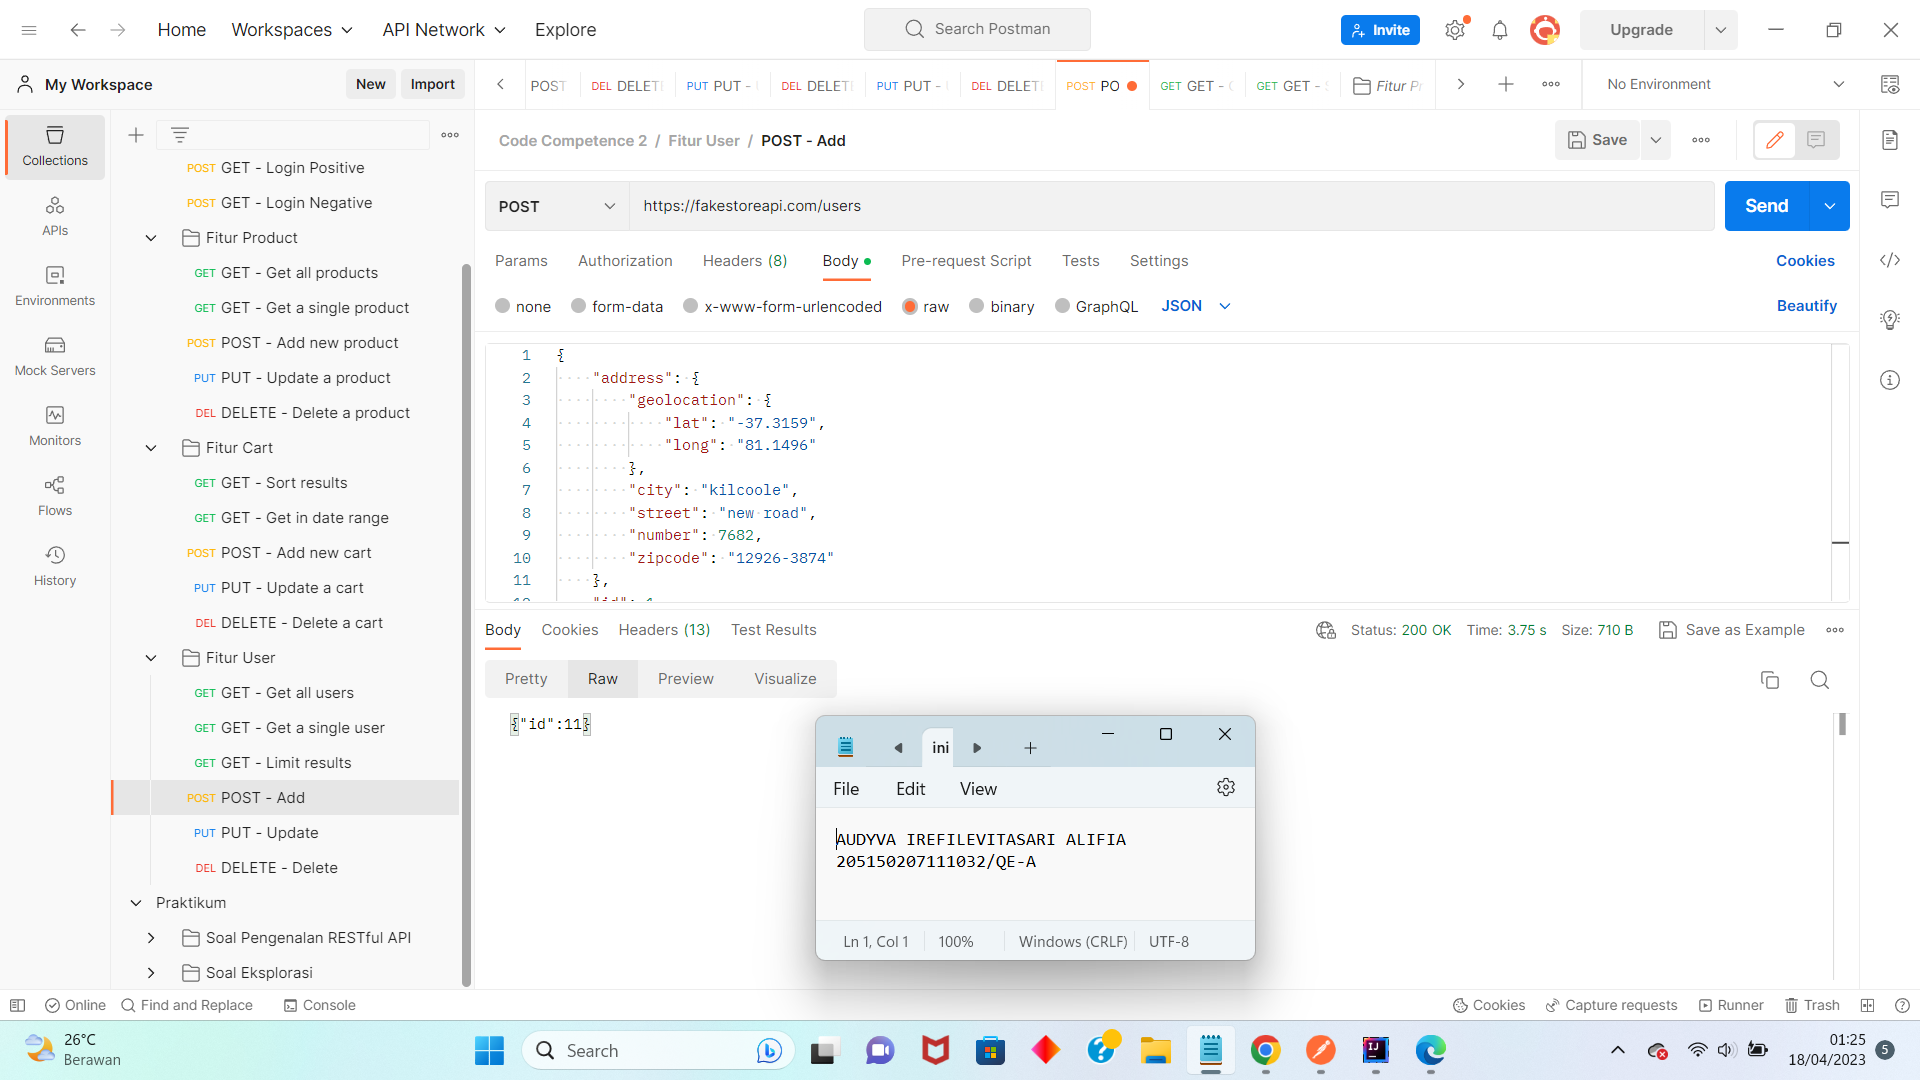 Home
Workspaces
API Network
Explore
Search Postman
Invite
Upgrade
My Workspace
New
Import
POST
DEL DELETE
PUT PUT -
DEL DELETE
PUT PUT -
DEL DELETE
POST PO
GET GET -
GET GET -
Fitur Pr
No Environment
Collections
APIs
Environments
Mock Servers
Monitors
Flows
History
POST GET - Login Positive
POST GET - Login Negative
Fitur Product
GET GET - Get all products
GET GET - Get a single product
POST POST - Add new product
PUT PUT - Update a product
DEL DELETE - Delete a product
Fitur Cart
GET GET - Sort results
GET GET - Get in date range
POST POST - Add new cart
PUT PUT - Update a cart
DEL DELETE - Delete a cart
Fitur User
GET GET - Get all users
GET GET - Get a single user
GET GET - Limit results
POST POST - Add
PUT PUT - Update
DEL DELETE - Delete
Praktikum
Soal Pengenalan RESTful API
Soal Eksplorasi
Code Competence 2 / Fitur User / POST - Add
Save
POST
https://fakestoreapi.com/users
Send
Params
Authorization
Headers (8)
Body
Pre-request Script
Tests
Settings
Cookies
none
form-data
x-www-form-urlencoded
raw
binary
GraphQL
JSON
Beautify
1 {
2 "address": {
3 "geolocation": {
4 "lat": "-37.3159",
5 "long": "81.1496"
6 },
7 "city": "kilcoole",
8 "street": "new road",
9 "number": 7682,
10 "zipcode": "12926-3874"
11 },
12 "id": 1,
Body
Cookies
Headers (13)
Test Results
Status: 200 OK
Time: 3.75 s
Size: 710 B
Save as Example
Pretty
Raw
Preview
Visualize
{"id":11}
ini
File
Edit
View
AUDYVA IREFILEVITASARI ALIFIA
205150207111032/QE-A
Ln 1, Col 1
100%
Windows (CRLF)
UTF-8
Online
Find and Replace
Console
Cookies
Capture requests
Runner
Trash
26°C
Berawan
Search
01:25
18/04/2023
5